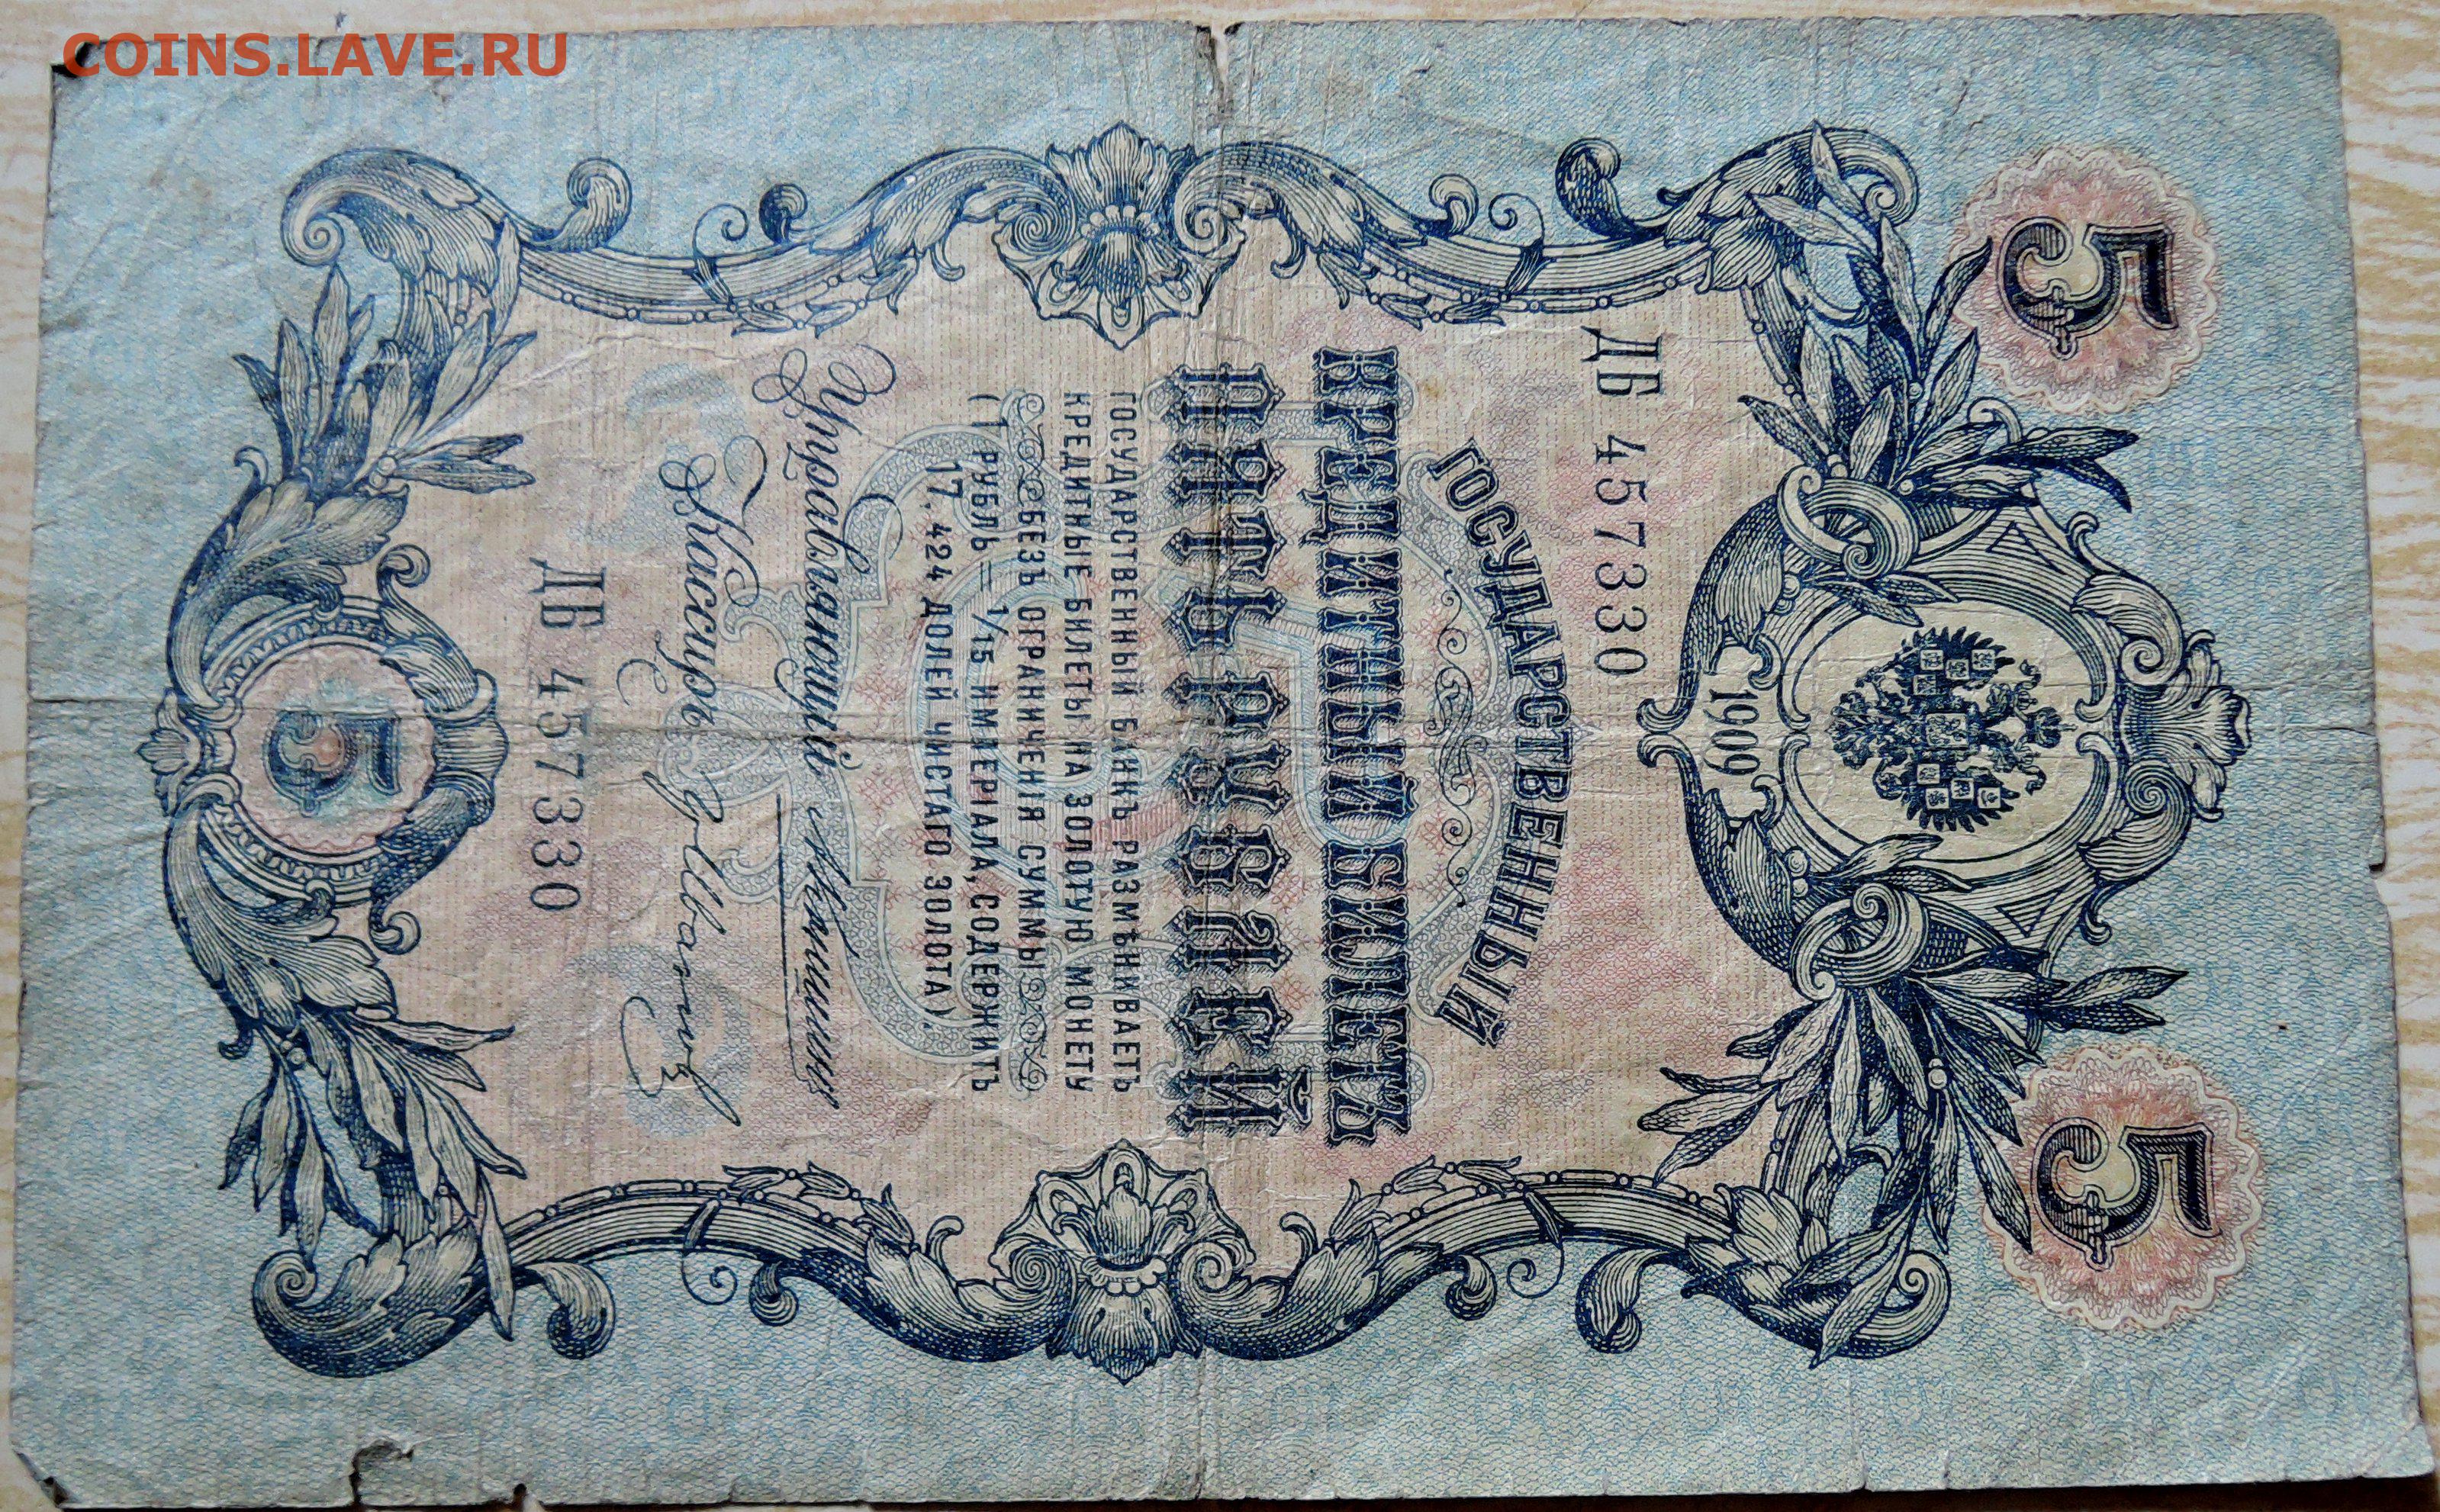 COINS.LAVE.RU
5 5
1909
ДБ 457330
ГОСУДАРСТВЕННЫЙ
КРЕДИТНЫЙ БИЛЕТЪ
ПЯТЬ РУБЛЕЙ
ГОСУДАРСТВЕННЫЙ БАНКЪ РАЗМѢНИВАЕТЪ
КРЕДИТНЫЕ БИЛЕТЫ НА ЗОЛОТУЮ МОНЕТУ
БЕЗЪ ОГРАНИЧЕНІЯ СУММЫ
(1 РУБЛЬ = 1/15 ИМПЕРІАЛА, СОДЕРЖИТЪ
17,424 ДОЛЕЙ ЧИСТАГО ЗОЛОТА).
Управляющій
Кассиръ
ДБ 457330
5